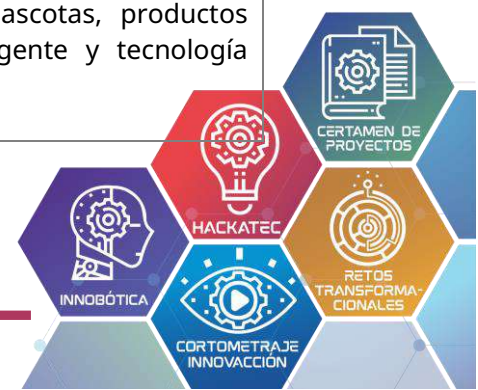 ascotas, productos
gente y tecnología
CERTAMEN DE
PROYECTOS
HACKATEC
INNOBÓTICA
RETOS
TRANSFORMA-
CIONALES
CORTOMETRAJE
INNOVACCIÓN